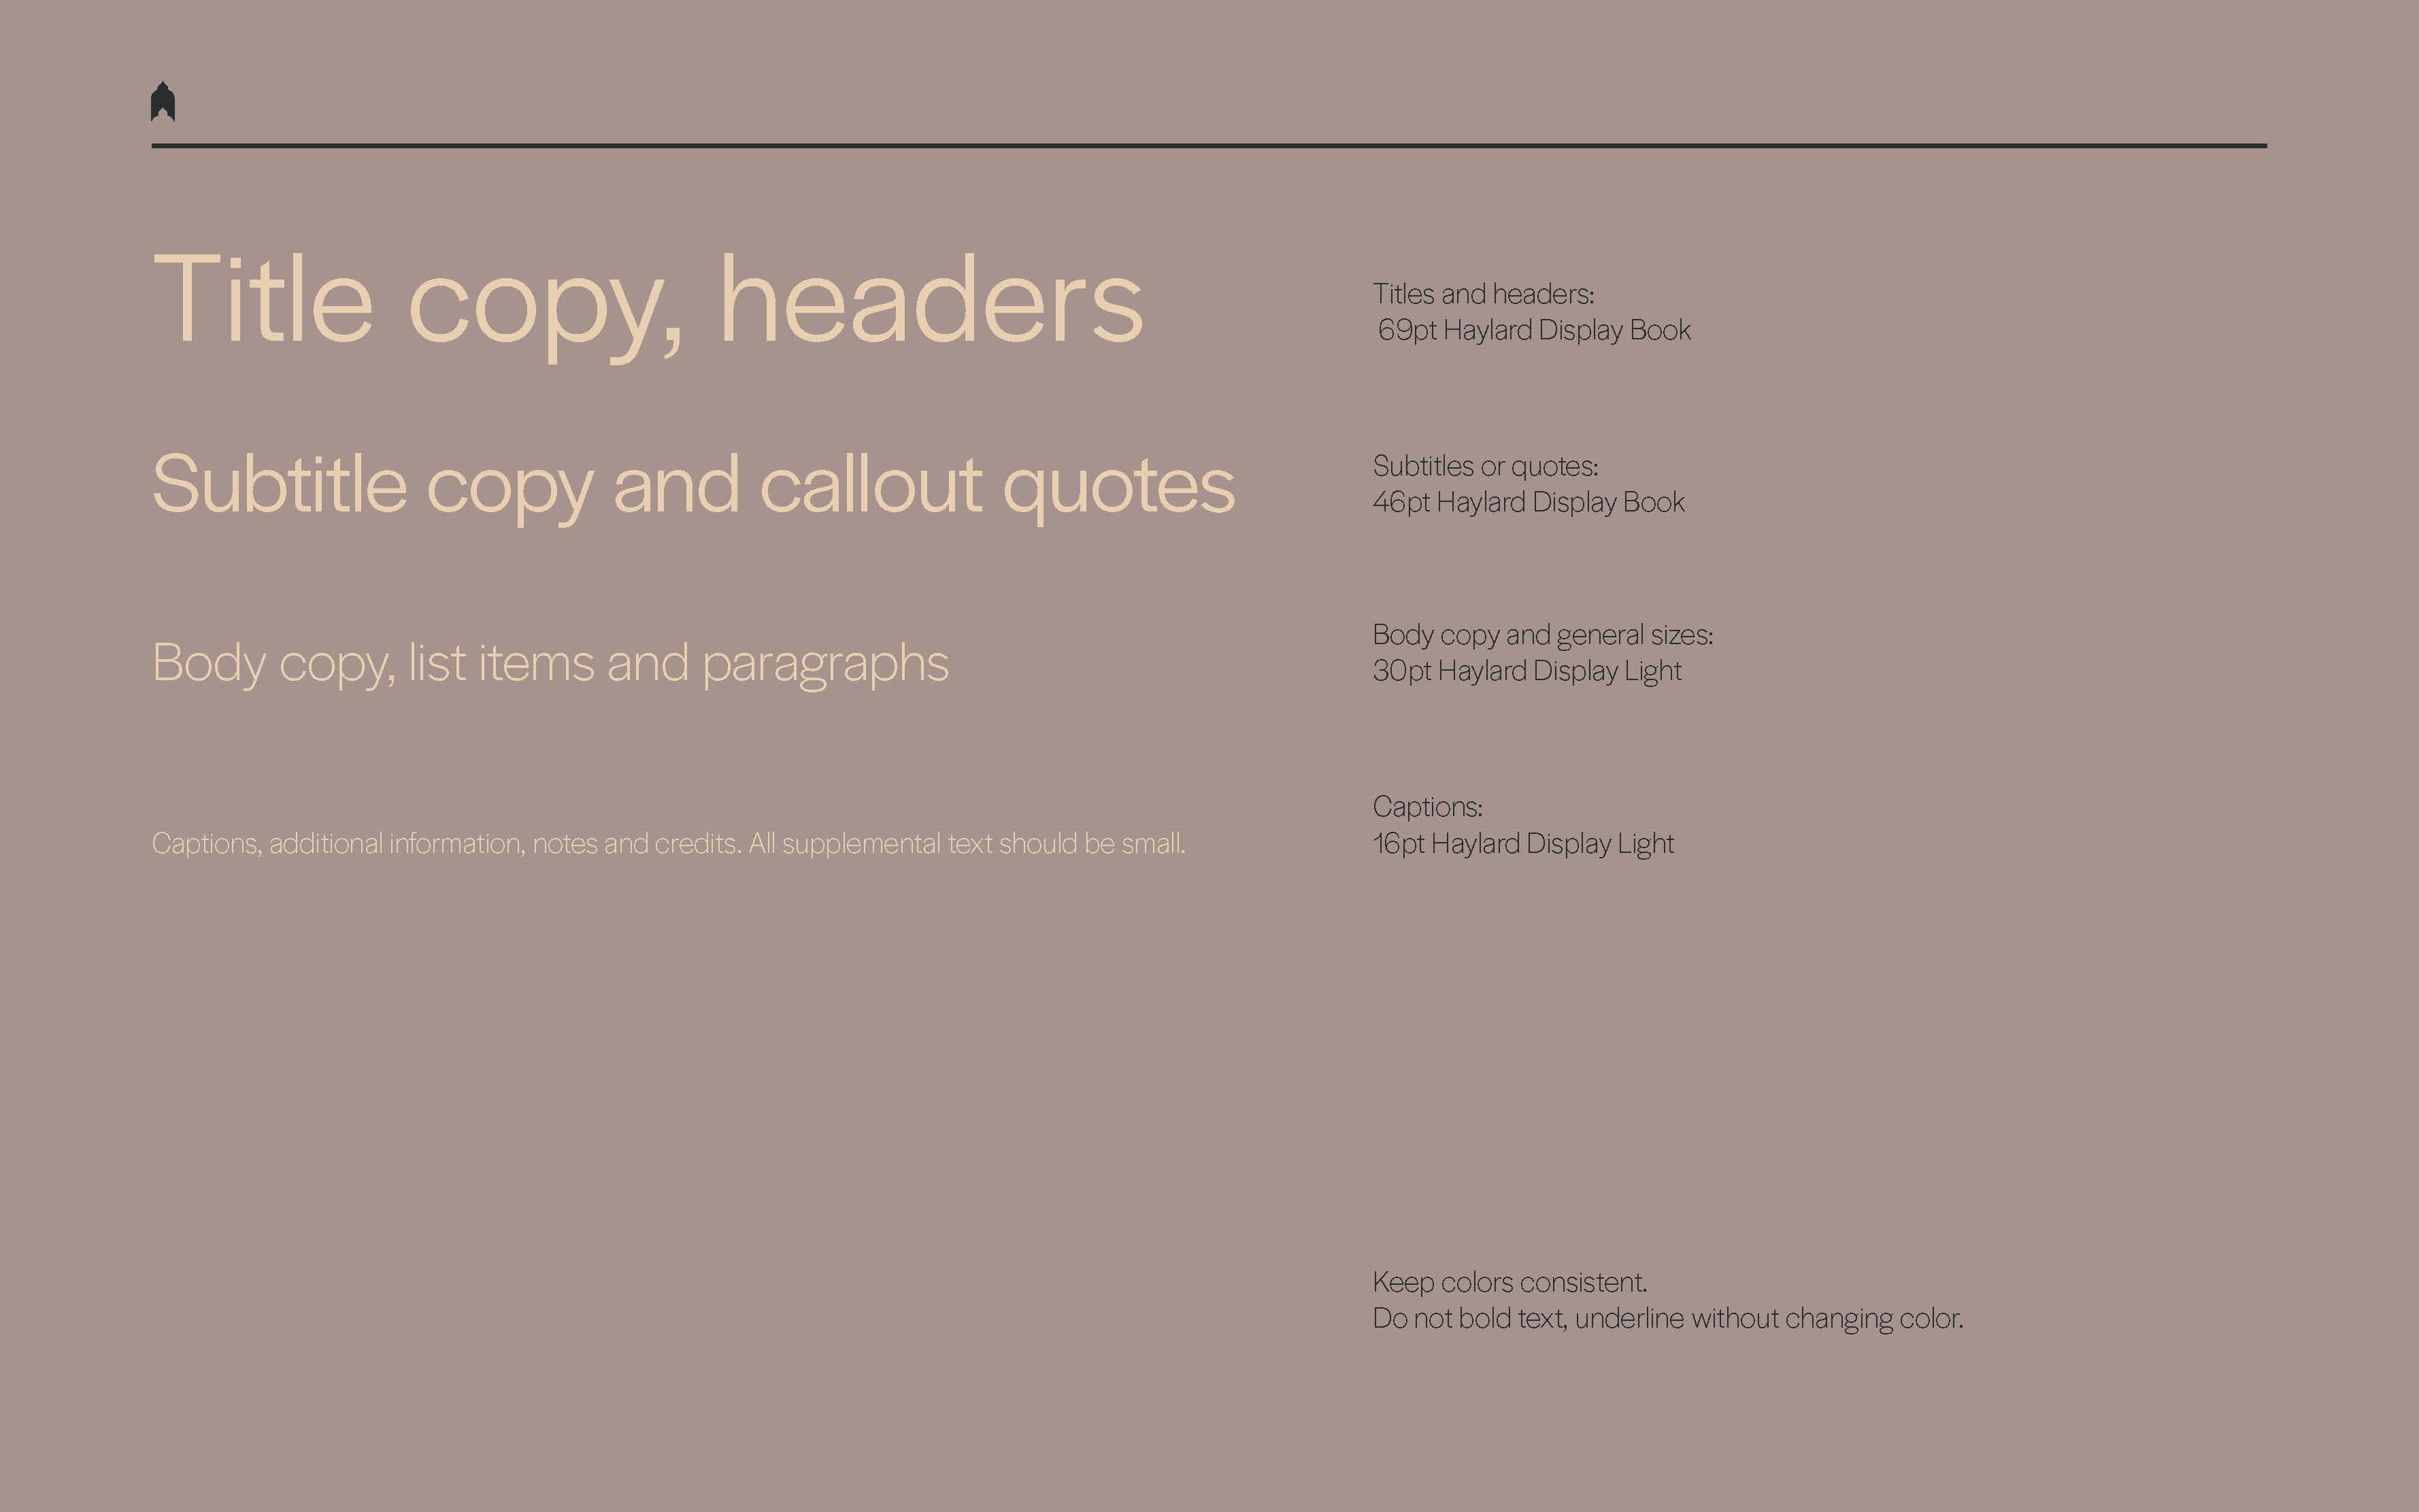 Title copy, headers
Titles and headers:
69pt Haylard Display Book
Subtitle copy and callout quotes
Subtitles or quotes:
46pt Haylard Display Book
Body copy, list items and paragraphs
Body copy and general sizes:
30pt Haylard Display Light
Captions, additional information, notes and credits. All supplemental text should be small.
Captions:
16pt Haylard Display Light
Keep colors consistent.
Do not bold text, underline without changing color.